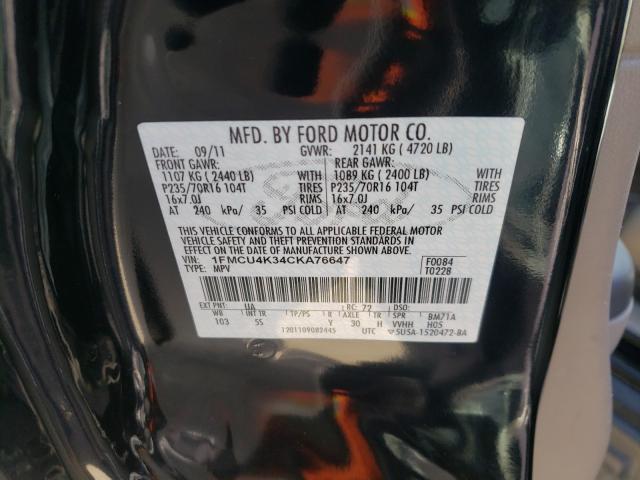 MFD. BY FORD MOTOR CO.
DATE: 09/11 GVWR: 2141 KG ( 4720 LB)
FRONT GAWR: REAR GAWR:
1107 KG ( 2440 LB) WITH 1089 KG ( 2400 LB) WITH
P235/70R16 104T TIRES P235/70R16 104T TIRES
16x7.0J RIMS 16x7.0J RIMS
AT 240 kPa/ 35 PSI COLD AT 240 kPa/ 35 PSI COLD
THIS VEHICLE CONFORMS TO ALL APPLICABLE FEDERAL MOTOR
VEHICLE SAFETY AND THEFT PREVENTION STANDARDS IN
EFFECT ON THE DATE OF MANUFACTURE SHOWN ABOVE.
VIN: 1FMCU4K34CKA76647 F0084
TYPE: MPV T0228
EXT PNT: UA RC: 72 DSO:
WB INT TR TP/PS R AXLE TR SPR BM71A
103 5S Y 30 H VVHH H05
1201109082445 UTC 5U5A-1520472-BA